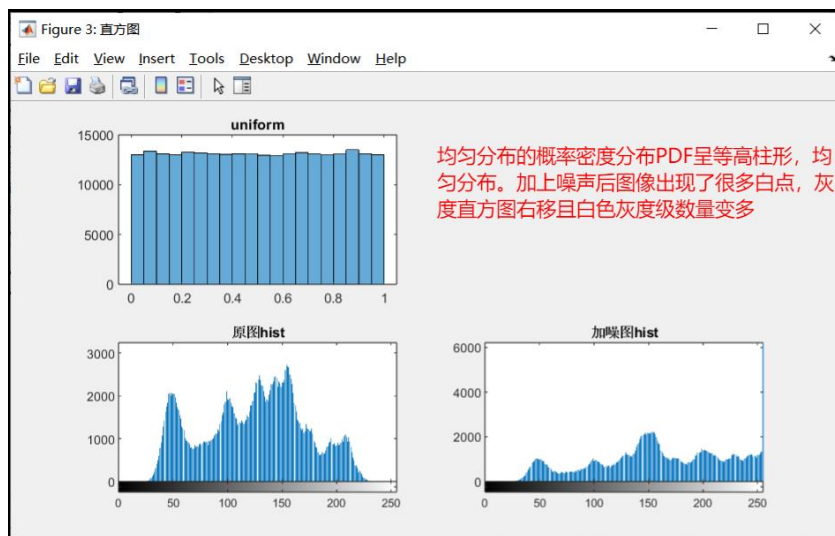 Figure 3: 直方图
File Edit View Insert Tools Desktop Window Help
uniform
15000
10000
5000
0
0 0.2 0.4 0.6 0.8 1
均匀分布的概率密度分布PDF呈等高柱形，均
匀分布。加上噪声后图像出现了很多白点，灰
度直方图右移且白色灰度级数量变多
原图hist
3000
2000
1000
0
0 50 100 150 200 250
加噪图hist
6000
4000
2000
0
0 50 100 150 200 250